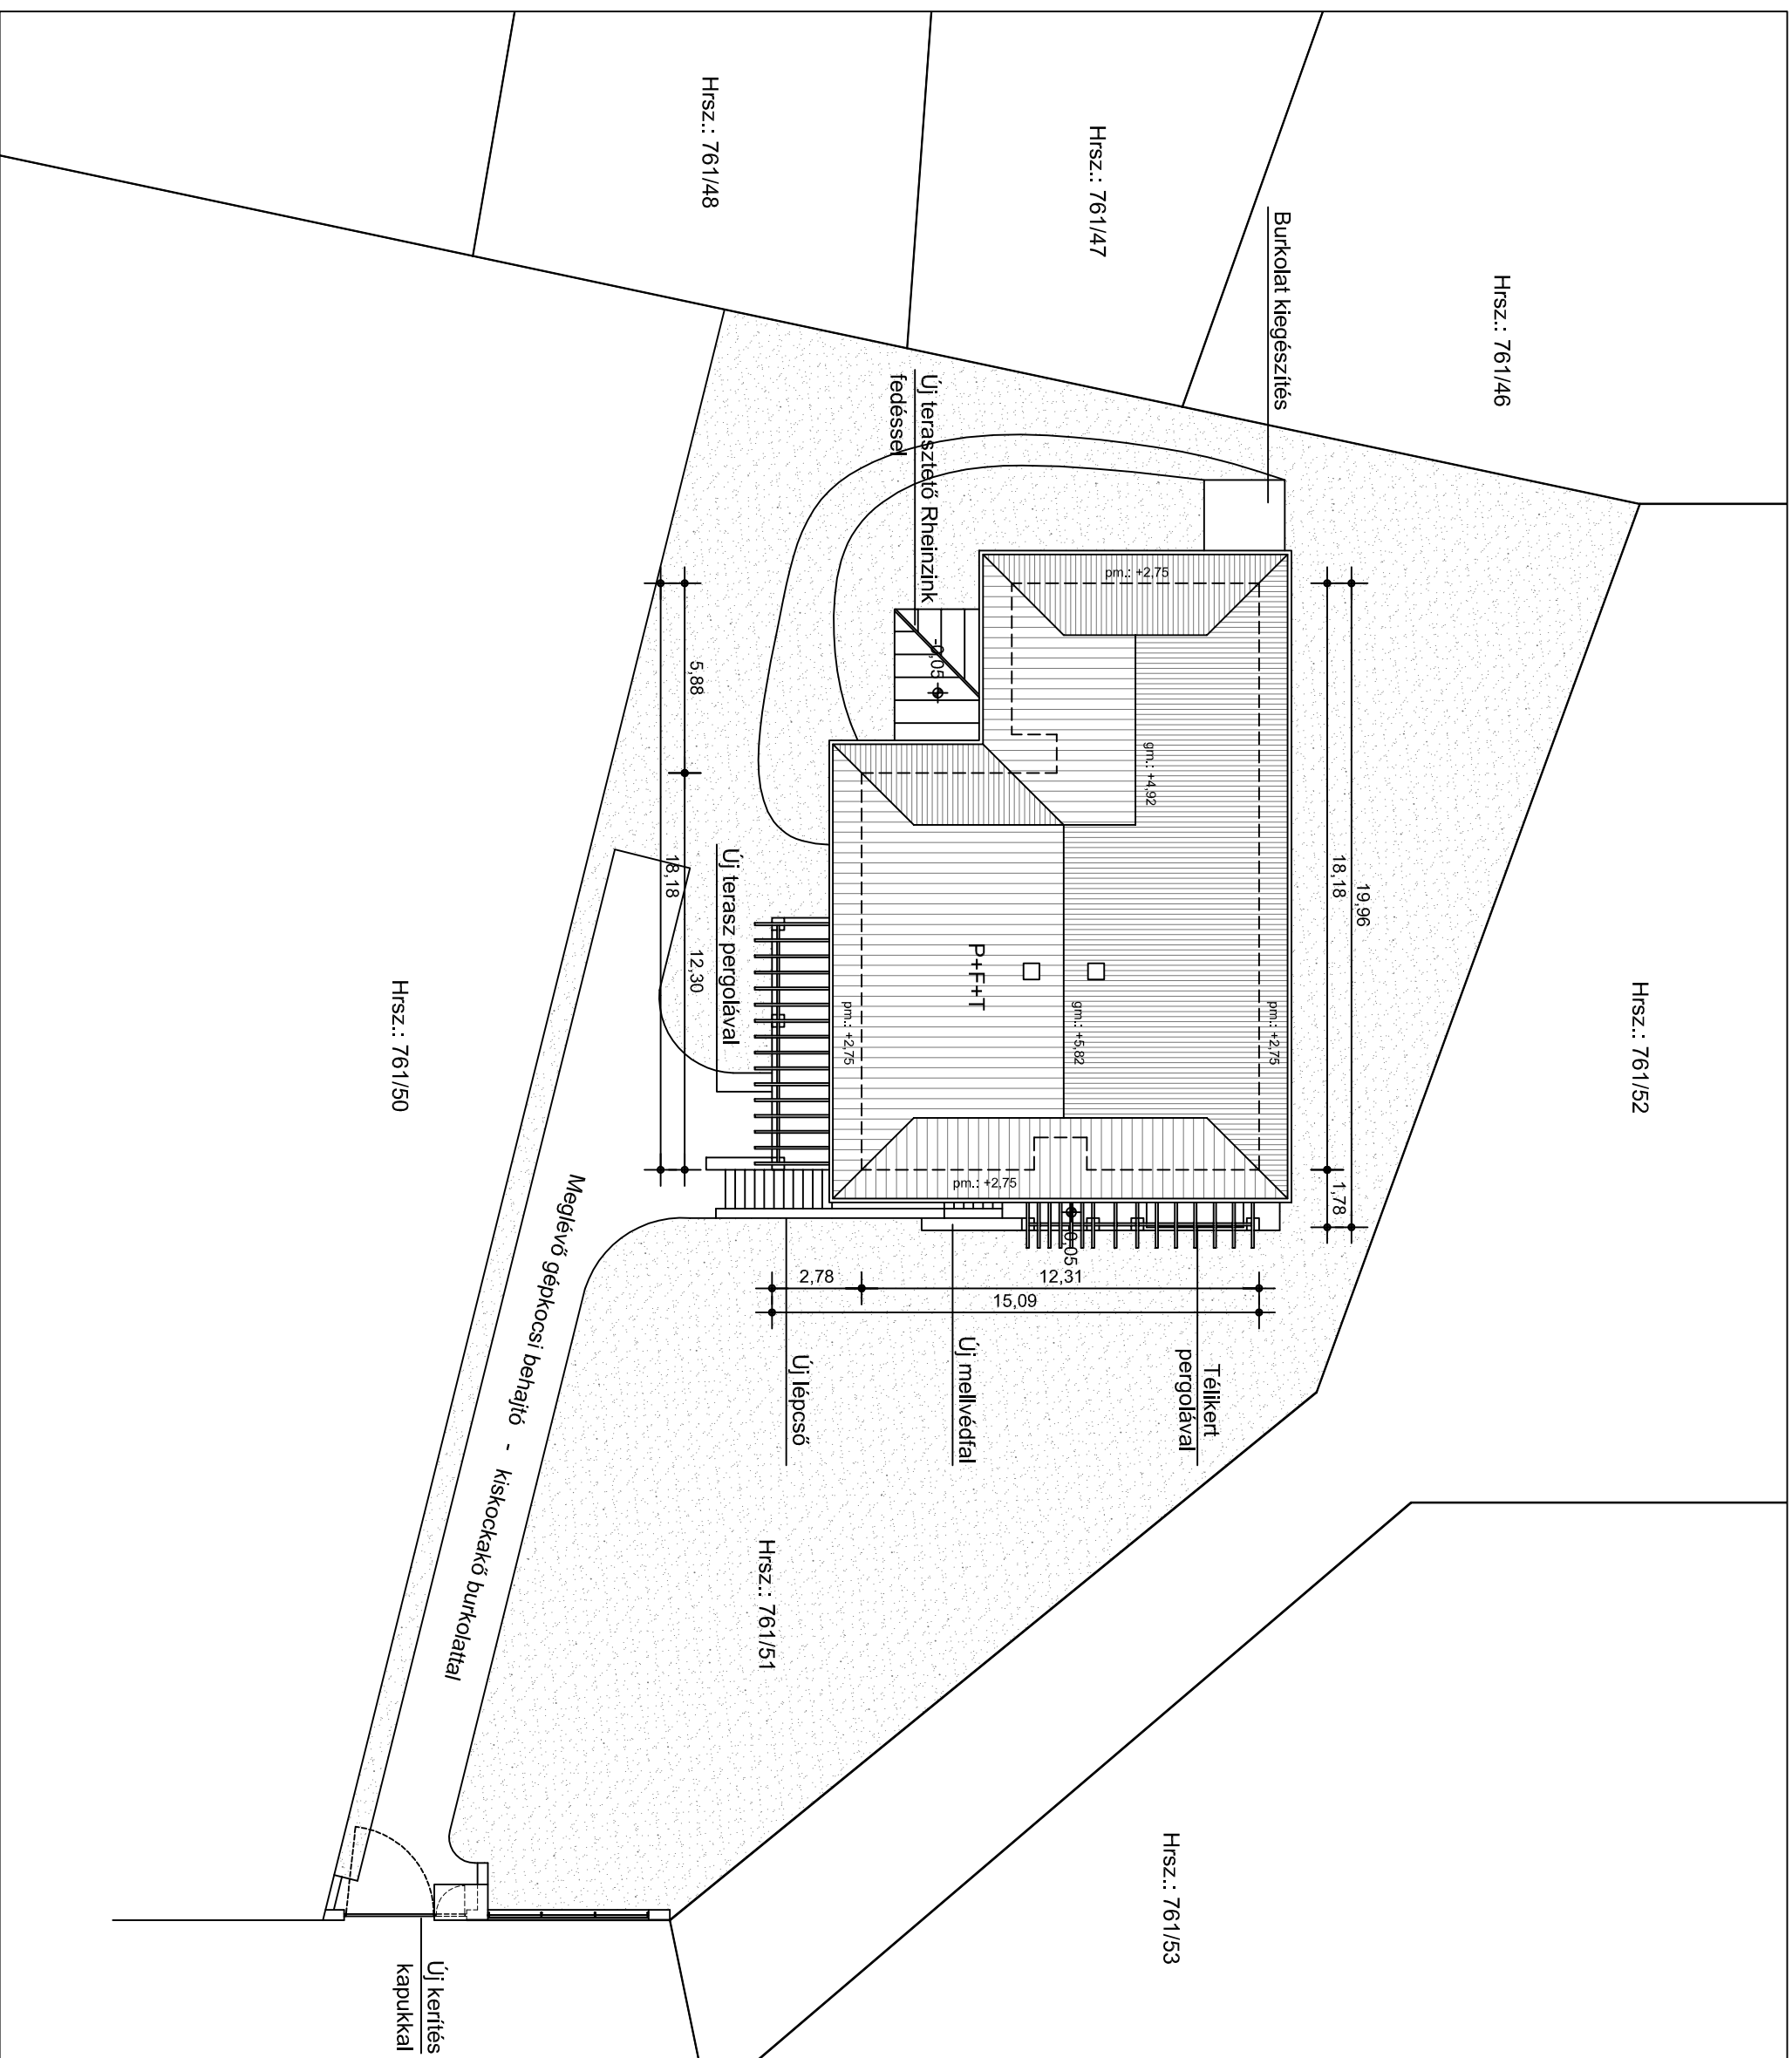 Hrsz.: 761/46
Hrsz.: 761/47
Hrsz.: 761/48
Burkolat kiegészítés
Új terasztető Rheinzink
fedéssel
Hrsz.: 761/52
19,96
18,18
1,78
pm.: +2,75
gm.: +4,92
-0,05
pm.: +2,75
gm.: +5,82
P+F+T
pm.: +2,75
pm.: +2,75
5,88
12,30
18,18
Új terasz pergolával
Hrsz.: 761/50
-0,05
2,78
12,31
15,09
Télikert
pergolával
Új mellvédfal
Új lépcső
Meglévő gépkocsi behajtó - kiskockakő burkolattal
Hrsz.: 761/51
Hrsz.: 761/53
Új kerítés
kapukkal